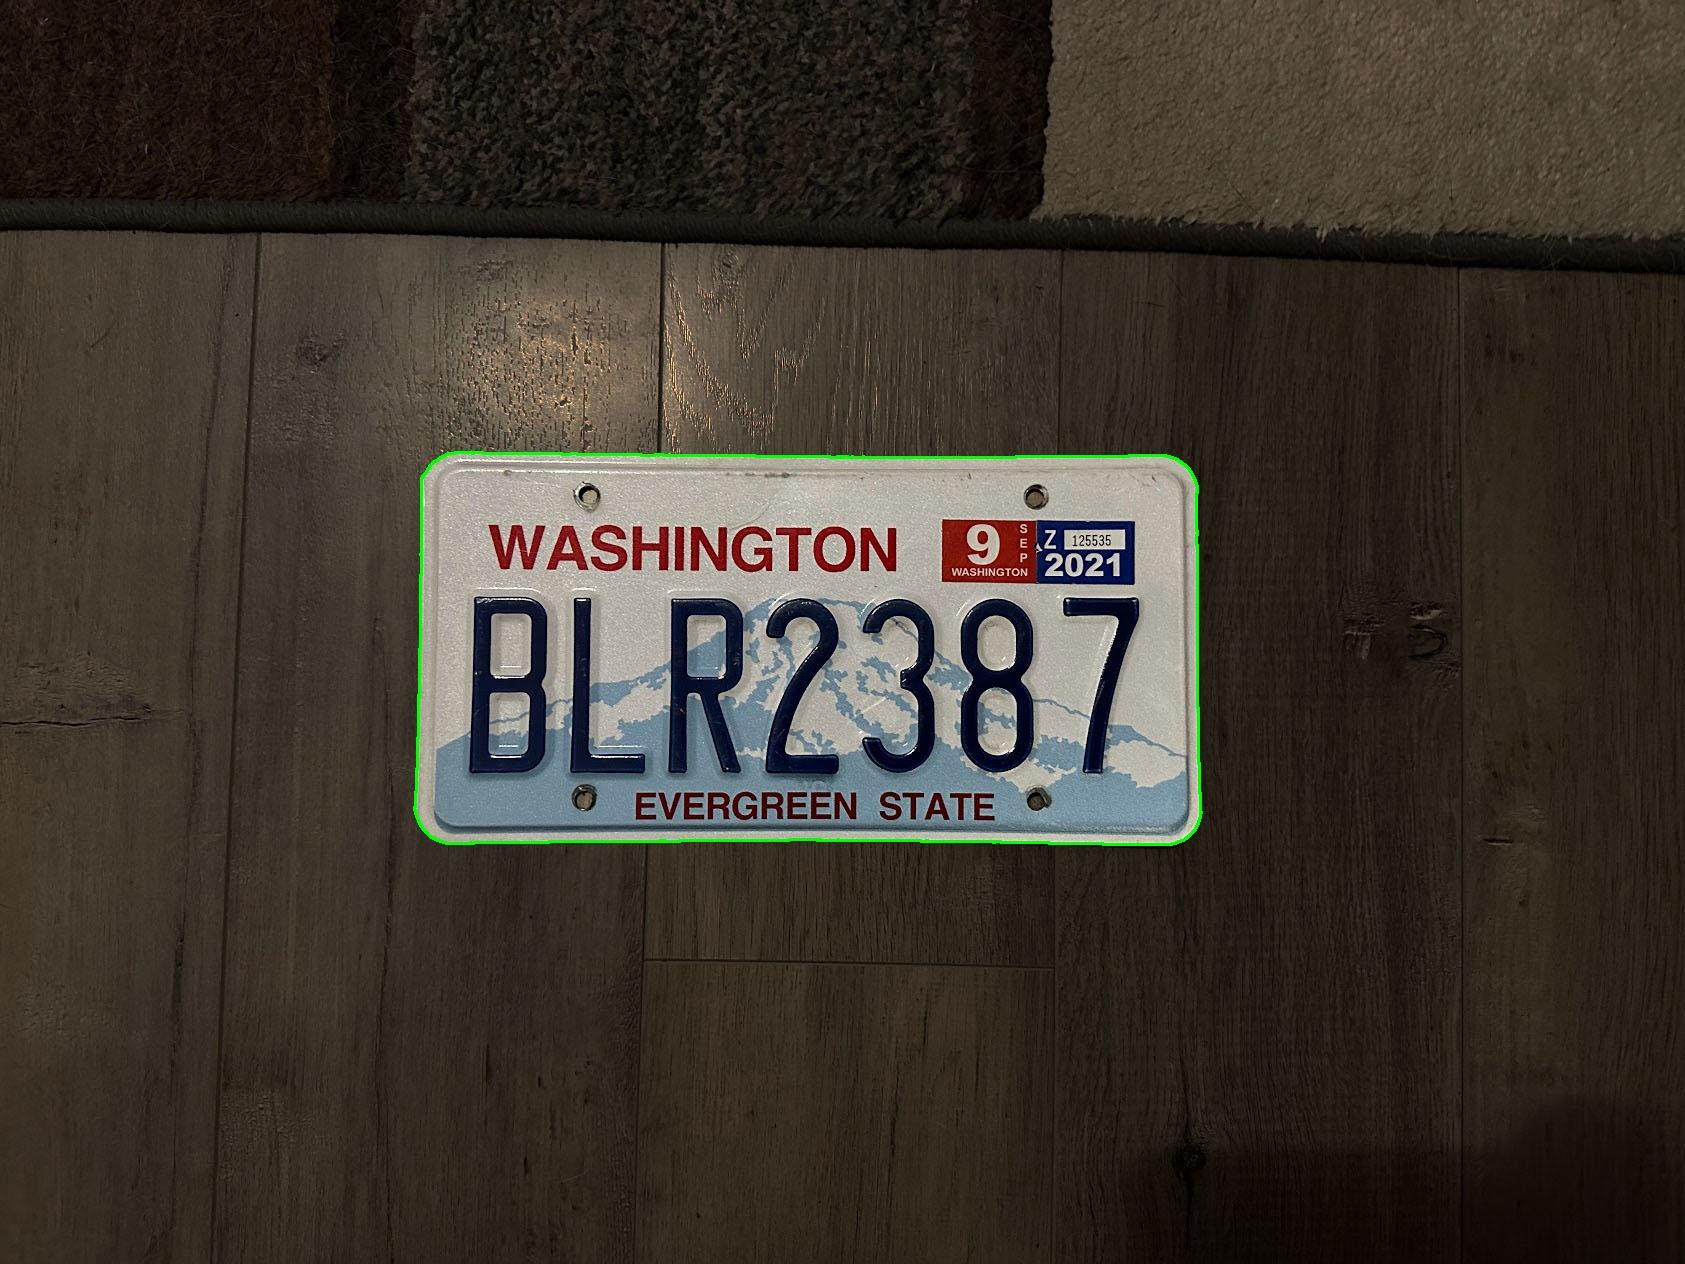 WASHINGTON
9
SEP
WASHINGTON
Z 125535
2021
BLR2387
EVERGREEN STATE